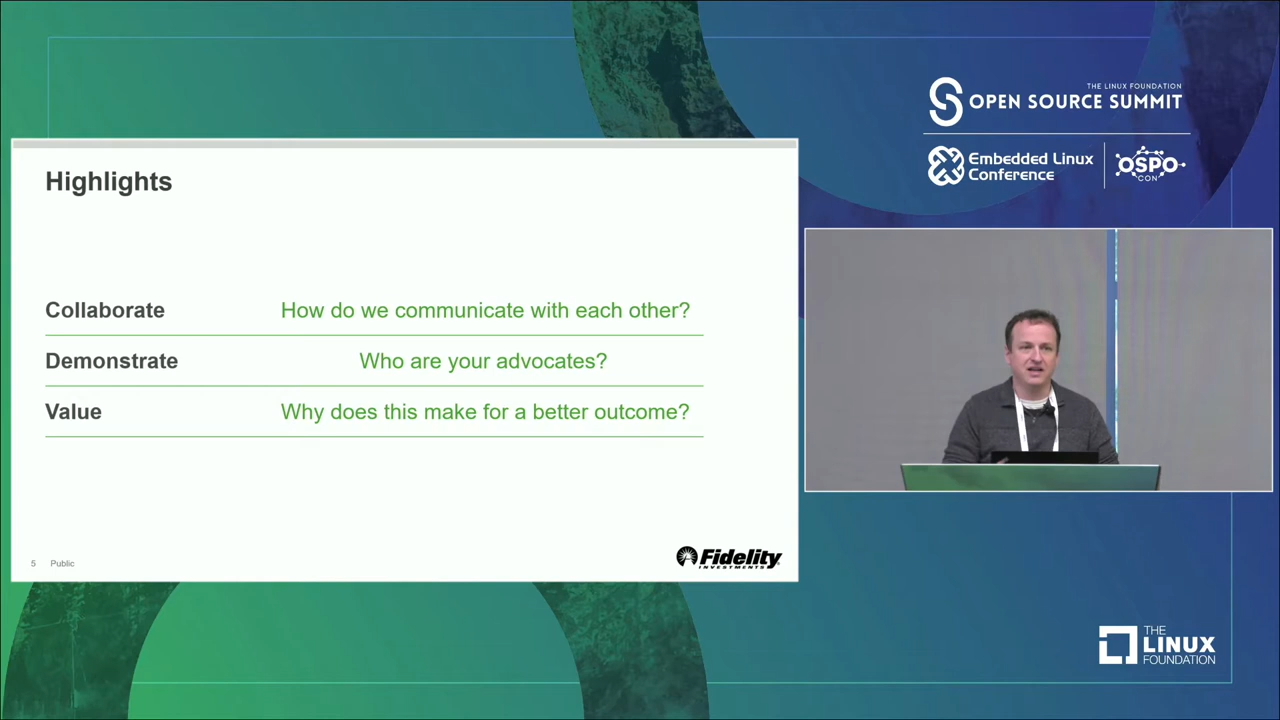 THE LINUX FOUNDATION
OPEN SOURCE SUMMIT
Embedded Linux
Conference
OSPO
CON
Highlights
Collaborate How do we communicate with each other?
Demonstrate Who are your advocates?
Value Why does this make for a better outcome?
5 Public
Fidelity
INVESTMENTS
THE
LINUX
FOUNDATION